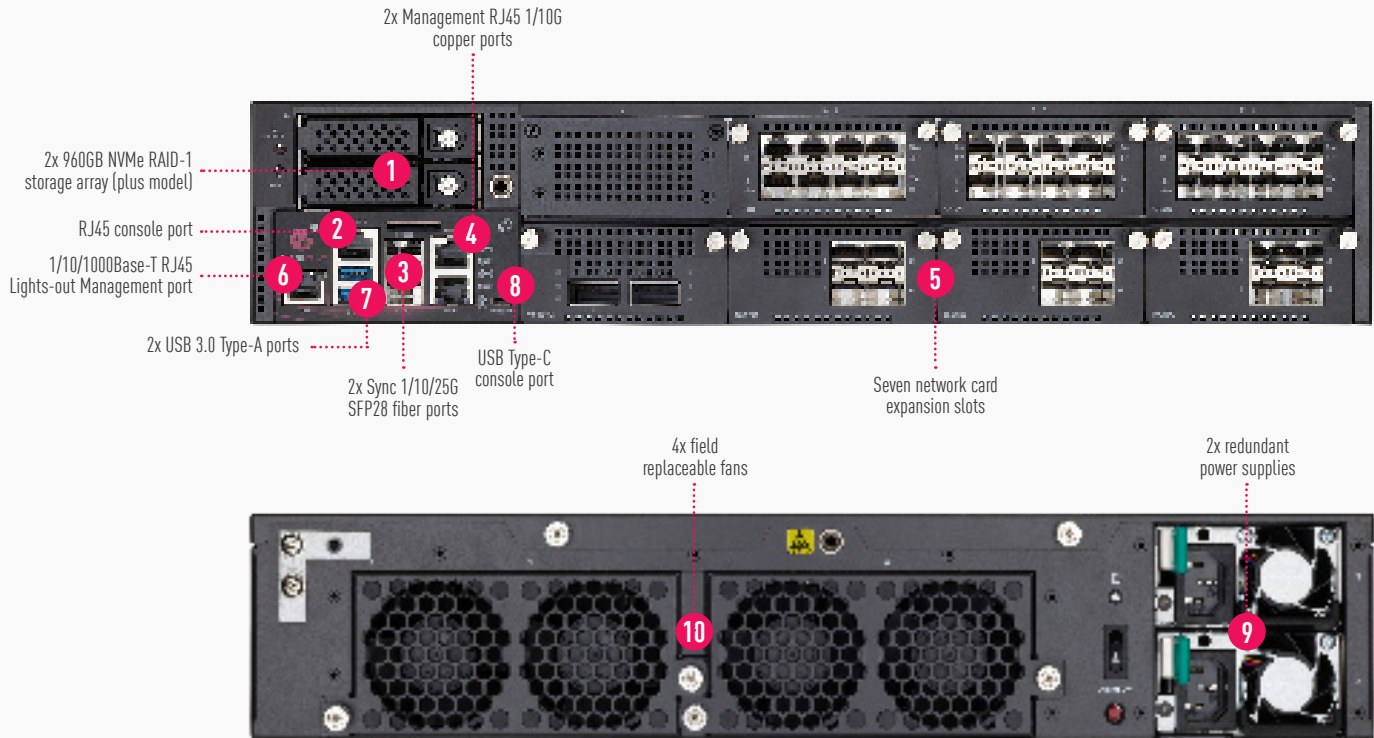 2x Management RJ45 1/10G
copper ports
2x 960GB NVMe RAID-1
storage array (plus model)
1
RJ45 console port
2
4
1/10/1000Base-T RJ45
Lights-out Management port
6
3
5
7
8
2x USB 3.0 Type-A ports
USB Type-C
console port
2x Sync 1/10/25G
SFP28 fiber ports
Seven network card
expansion slots
4x field
replaceable fans
2x redundant
power supplies
10
9